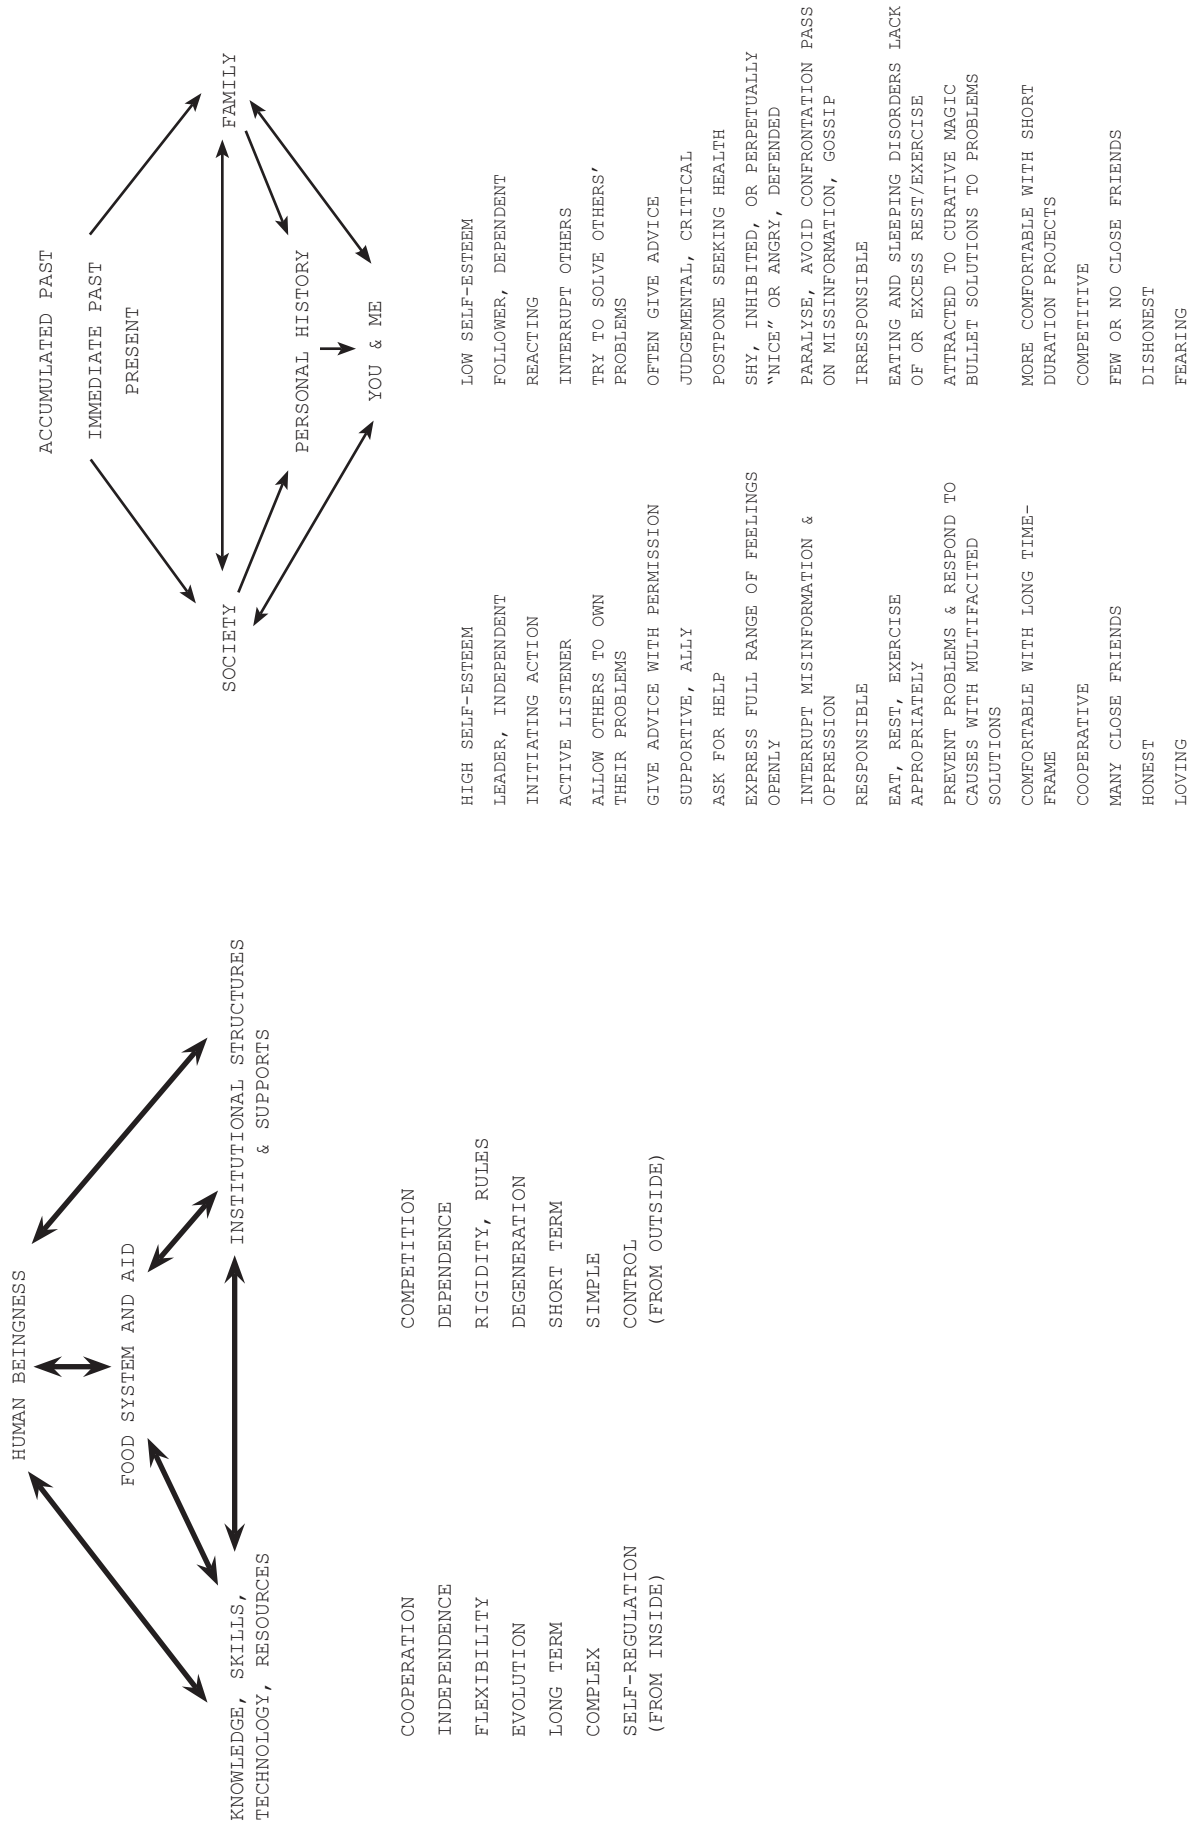 HUMAN BEINGNESS
FOOD SYSTEM AND AID
KNOWLEDGE, SKILLS,
TECHNOLOGY, RESOURCES
INSTITUTIONAL STRUCTURES
& SUPPORTS
COOPERATION
INDEPENDENCE
FLEXIBILITY
EVOLUTION
LONG TERM
COMPLEX
SELF-REGULATION
(FROM INSIDE)
COMPETITION
DEPENDENCE
RIGIDITY, RULES
DEGENERATION
SHORT TERM
SIMPLE
CONTROL
(FROM OUTSIDE)
ACCUMULATED PAST
IMMEDIATE PAST
PRESENT
SOCIETY
FAMILY
PERSONAL HISTORY
YOU & ME
HIGH SELF-ESTEEM
LEADER, INDEPENDENT
INITIATING ACTION
ACTIVE LISTENER
ALLOW OTHERS TO OWN
THEIR PROBLEMS
GIVE ADVICE WITH PERMISSION
SUPPORTIVE, ALLY
ASK FOR HELP
EXPRESS FULL RANGE OF FEELINGS
OPENLY
INTERRUPT MISINFORMATION &
OPPRESSION
RESPONSIBLE
EAT, REST, EXERCISE
APPROPRIATELY
PREVENT PROBLEMS & RESPOND TO
CAUSES WITH MULTIFACITED
SOLUTIONS
COMFORTABLE WITH LONG TIME-
FRAME
COOPERATIVE
MANY CLOSE FRIENDS
HONEST
LOVING
LOW SELF-ESTEEM
FOLLOWER, DEPENDENT
REACTING
INTERRUPT OTHERS
TRY TO SOLVE OTHERS’
PROBLEMS
OFTEN GIVE ADVICE
JUDGEMENTAL, CRITICAL
POSTPONE SEEKING HEALTH
SHY, INHIBITED, OR PERPETUALLY
“NICE” OR ANGRY, DEFENDED
PARALYSE, AVOID CONFRONTATION PASS
ON MISSINFORMATION, GOSSIP
IRRESPONSIBLE
EATING AND SLEEPING DISORDERS LACK
OF OR EXCESS REST/EXERCISE
ATTRACTED TO CURATIVE MAGIC
BULLET SOLUTIONS TO PROBLEMS
MORE COMFORTABLE WITH SHORT
DURATION PROJECTS
COMPETITIVE
FEW OR NO CLOSE FRIENDS
DISHONEST
FEARING